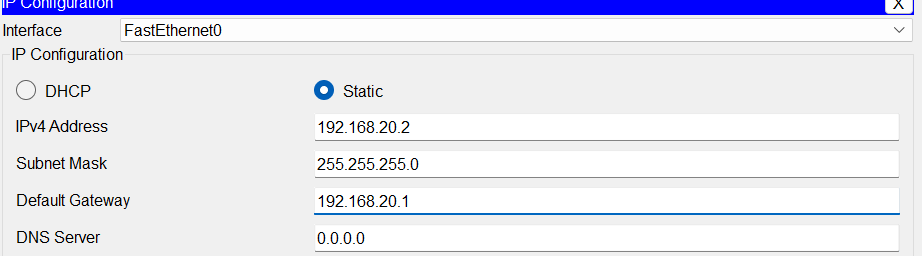 IP Configuration X
Interface FastEthernet0
IP Configuration
DHCP Static
IPv4 Address 192.168.20.2
Subnet Mask 255.255.255.0
Default Gateway 192.168.20.1
DNS Server 0.0.0.0